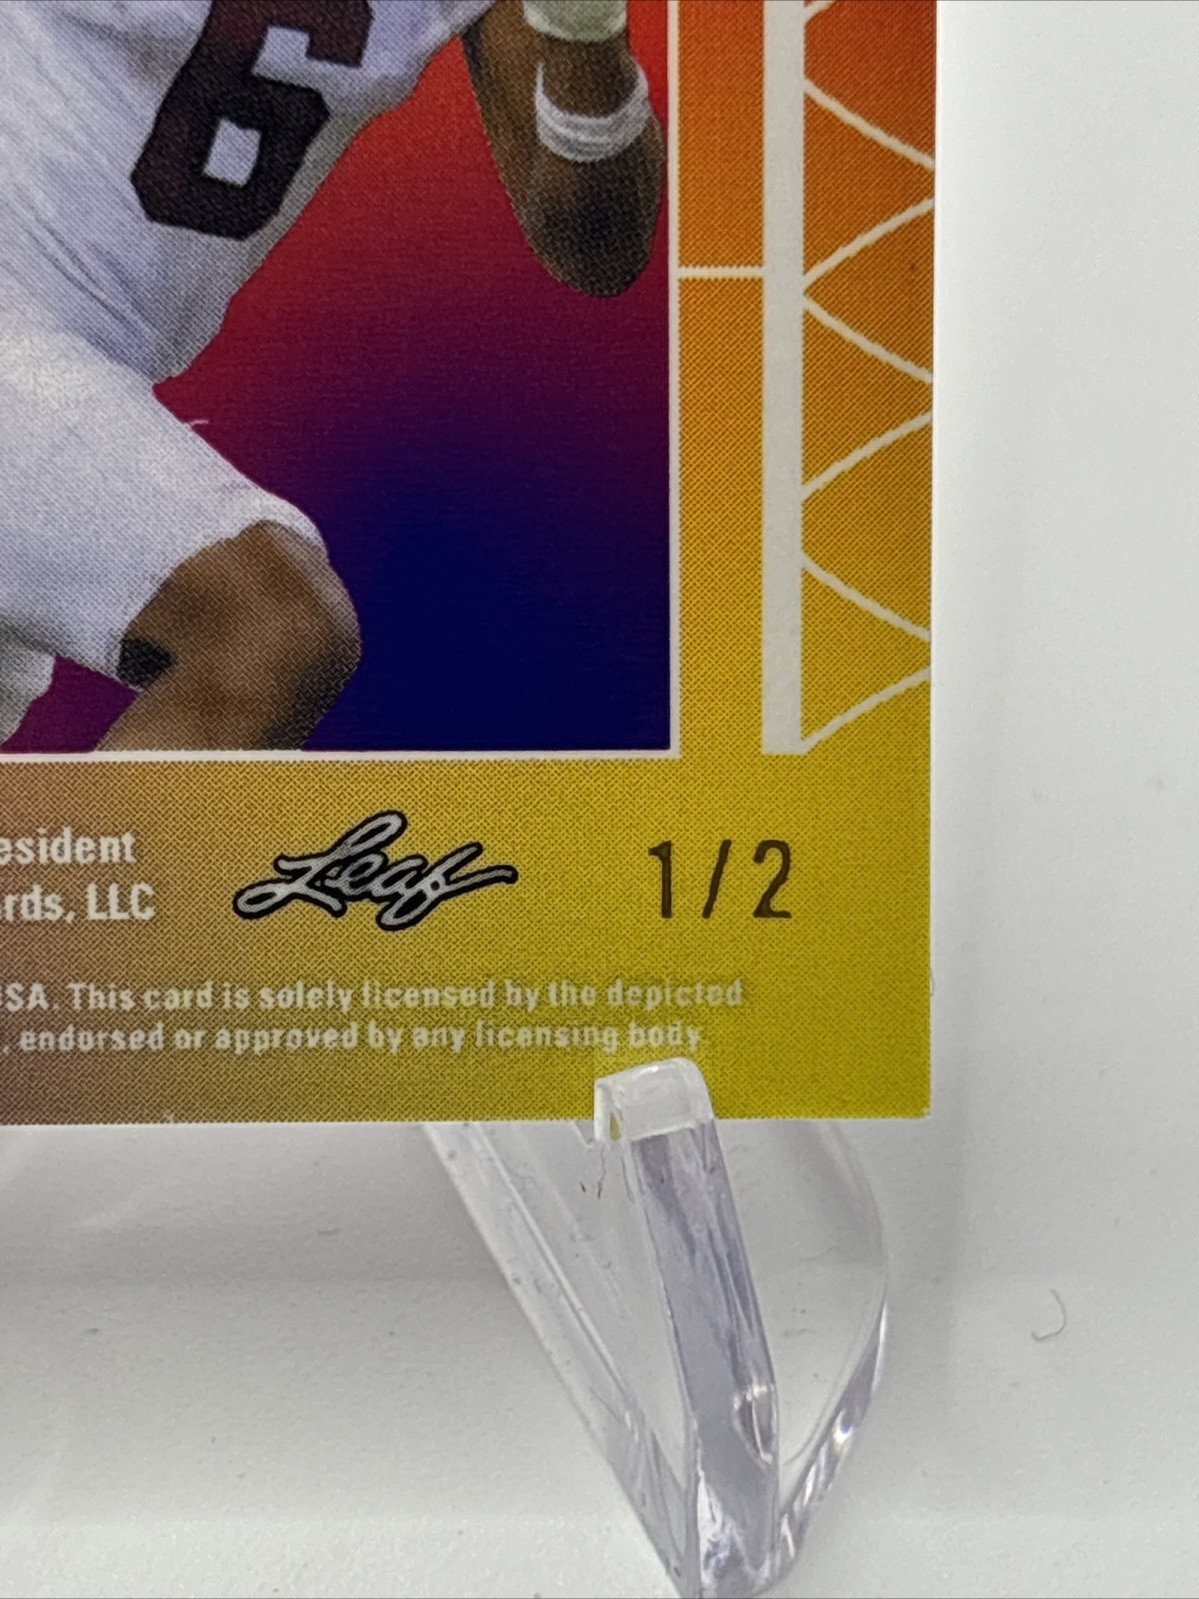 6
esident
rds, LLC
Leaf
1/2
SA. This card is solely licensed by the depicted
, endorsed or approved by any licensing body.